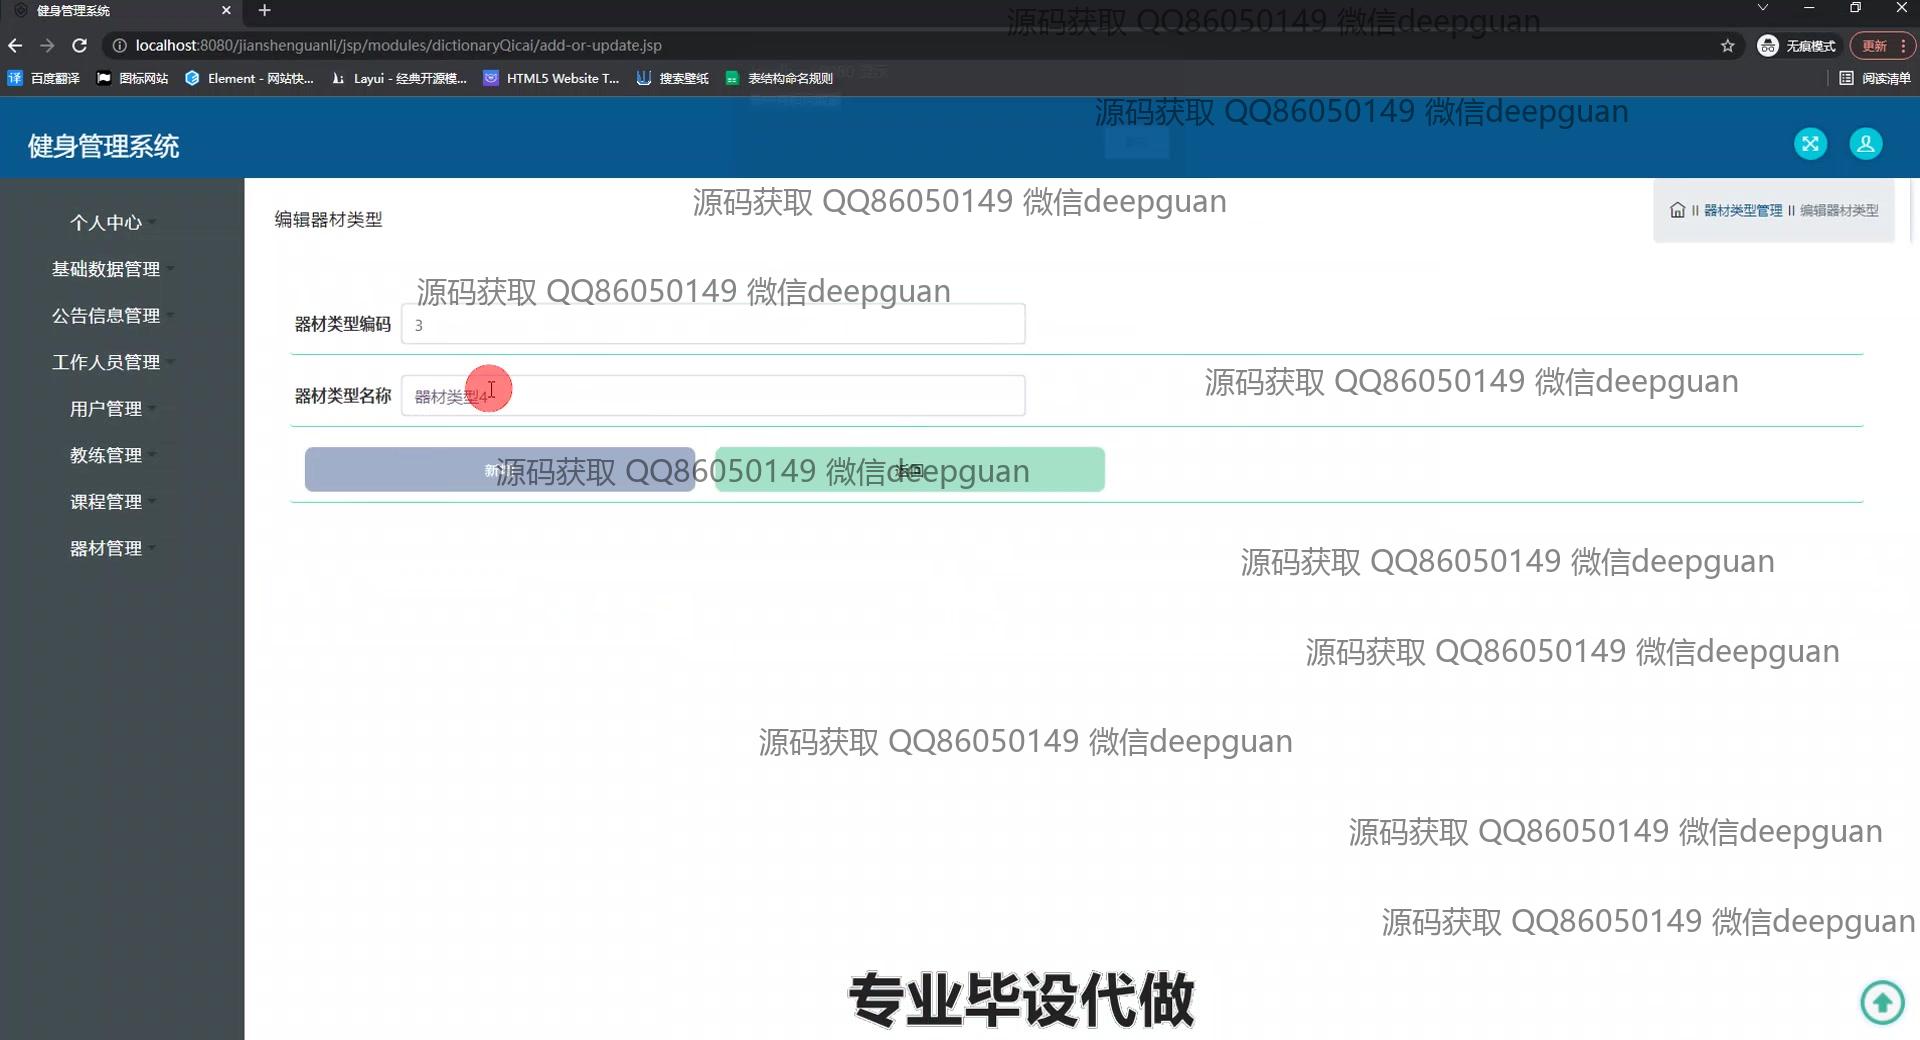 健身管理系统
源码获取 QQ86050149 微信deepguan
localhost:8080/jianshenguanli/jsp/modules/dictionaryQicai/add-or-update.jsp
无痕模式
更新
译 百度翻译
图标网站
Element - 网站快...
Layui - 经典开源模...
HTML5 Website T...
搜索壁纸
表结构命名规则
阅读清单
源码获取 QQ86050149 微信deepguan
健身管理系统
源码获取 QQ86050149 微信deepguan
编辑器材类型
器材类型管理 编辑器材类型
个人中心
基础数据管理
公告信息管理
工作人员管理
用户管理
教练管理
课程管理
器材管理
源码获取 QQ86050149 微信deepguan
器材类型编码 3
源码获取 QQ86050149 微信deepguan
器材类型名称 器材类型4
源码获取 QQ86050149 微信deepguan
返回
源码获取 QQ86050149 微信deepguan
源码获取 QQ86050149 微信deepguan
源码获取 QQ86050149 微信deepguan
源码获取 QQ86050149 微信deepguan
源码获取 QQ86050149 微信deepguan
专业毕设代做